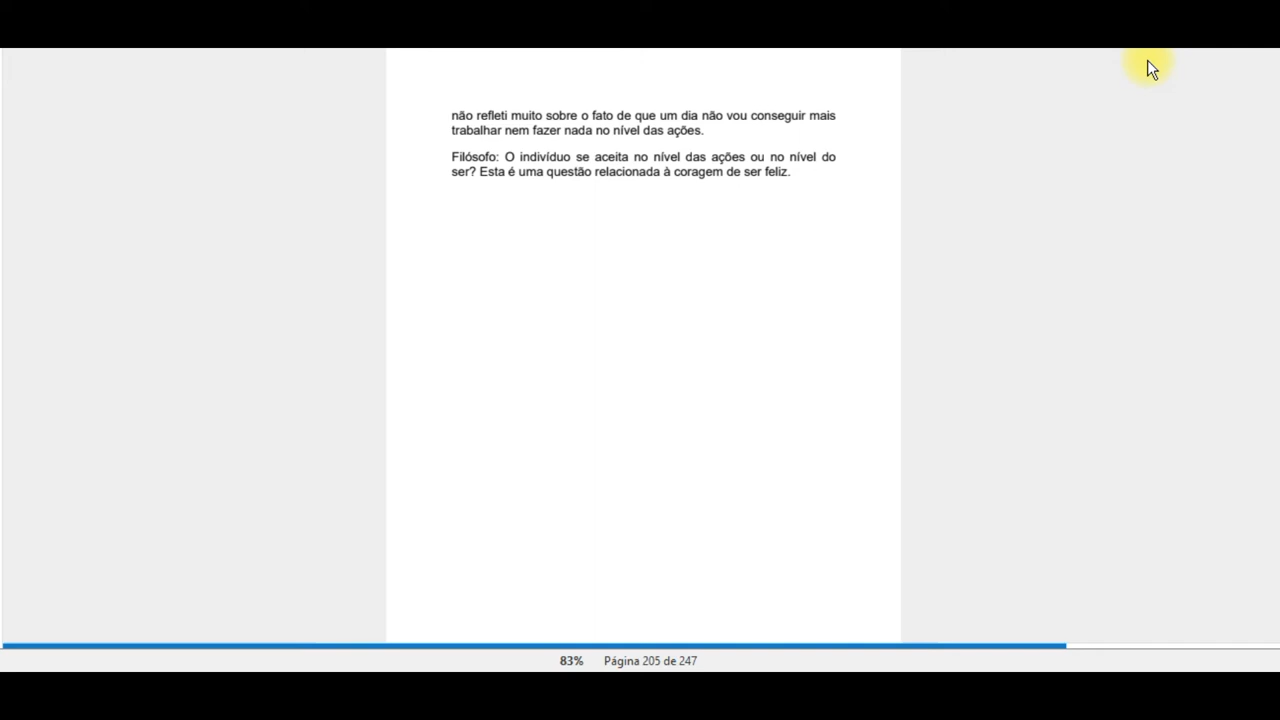 não refleti muito sobre o fato de que um dia não vou conseguir mais
trabalhar nem fazer nada no nível das ações.
Filósofo: O indivíduo se aceita no nível das ações ou no nível do
ser? Esta é uma questão relacionada à coragem de ser feliz.
83% Página 205 de 247